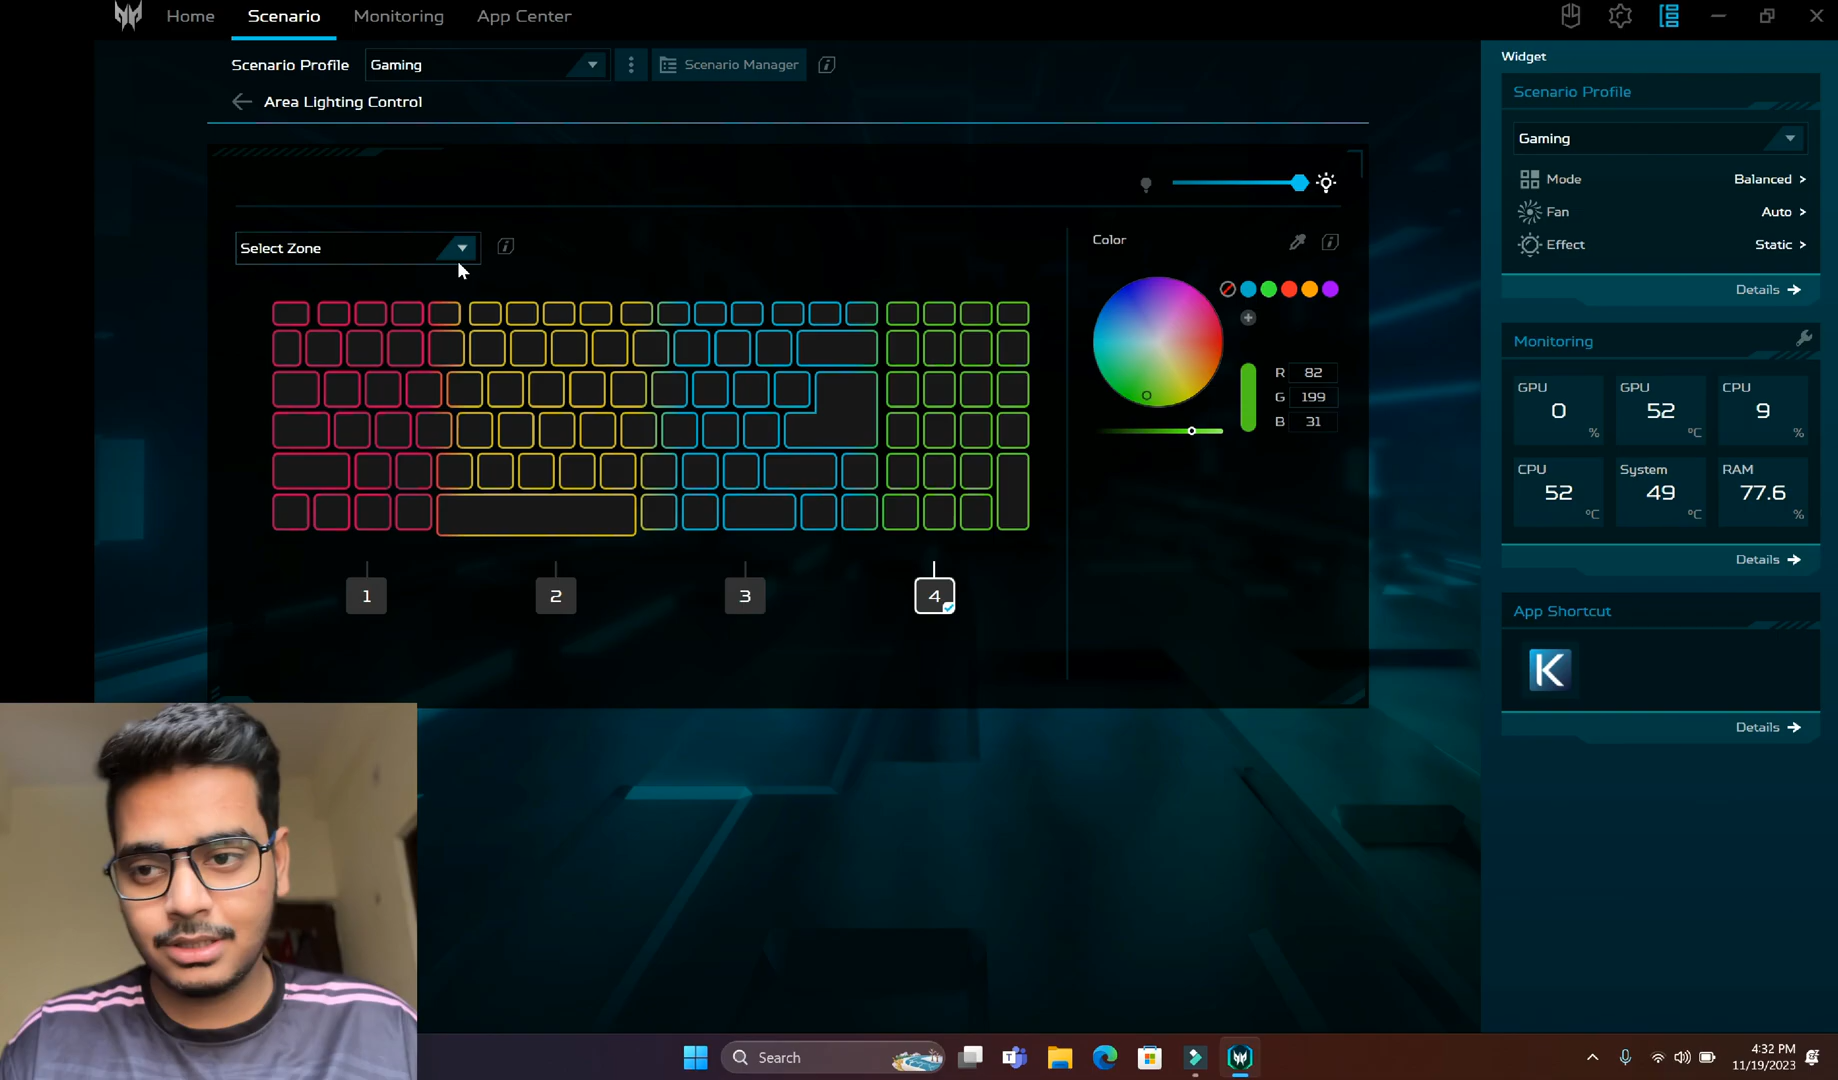 Home Scenario Monitoring App Center
Scenario Profile Gaming Scenario Manager
Area Lighting Control
Select Zone
Color
R 82
G 199
B 31
1 2 3 4
Widget
Scenario Profile
Gaming
Mode Balanced >
Fan Auto >
Effect Static >
Details →
Monitoring
GPU GPU CPU
0 52 9
% °C %
CPU System RAM
52 49 77.6
°C °C %
Details →
App Shortcut
K
Details →
Search
4:32 PM
11/19/2023